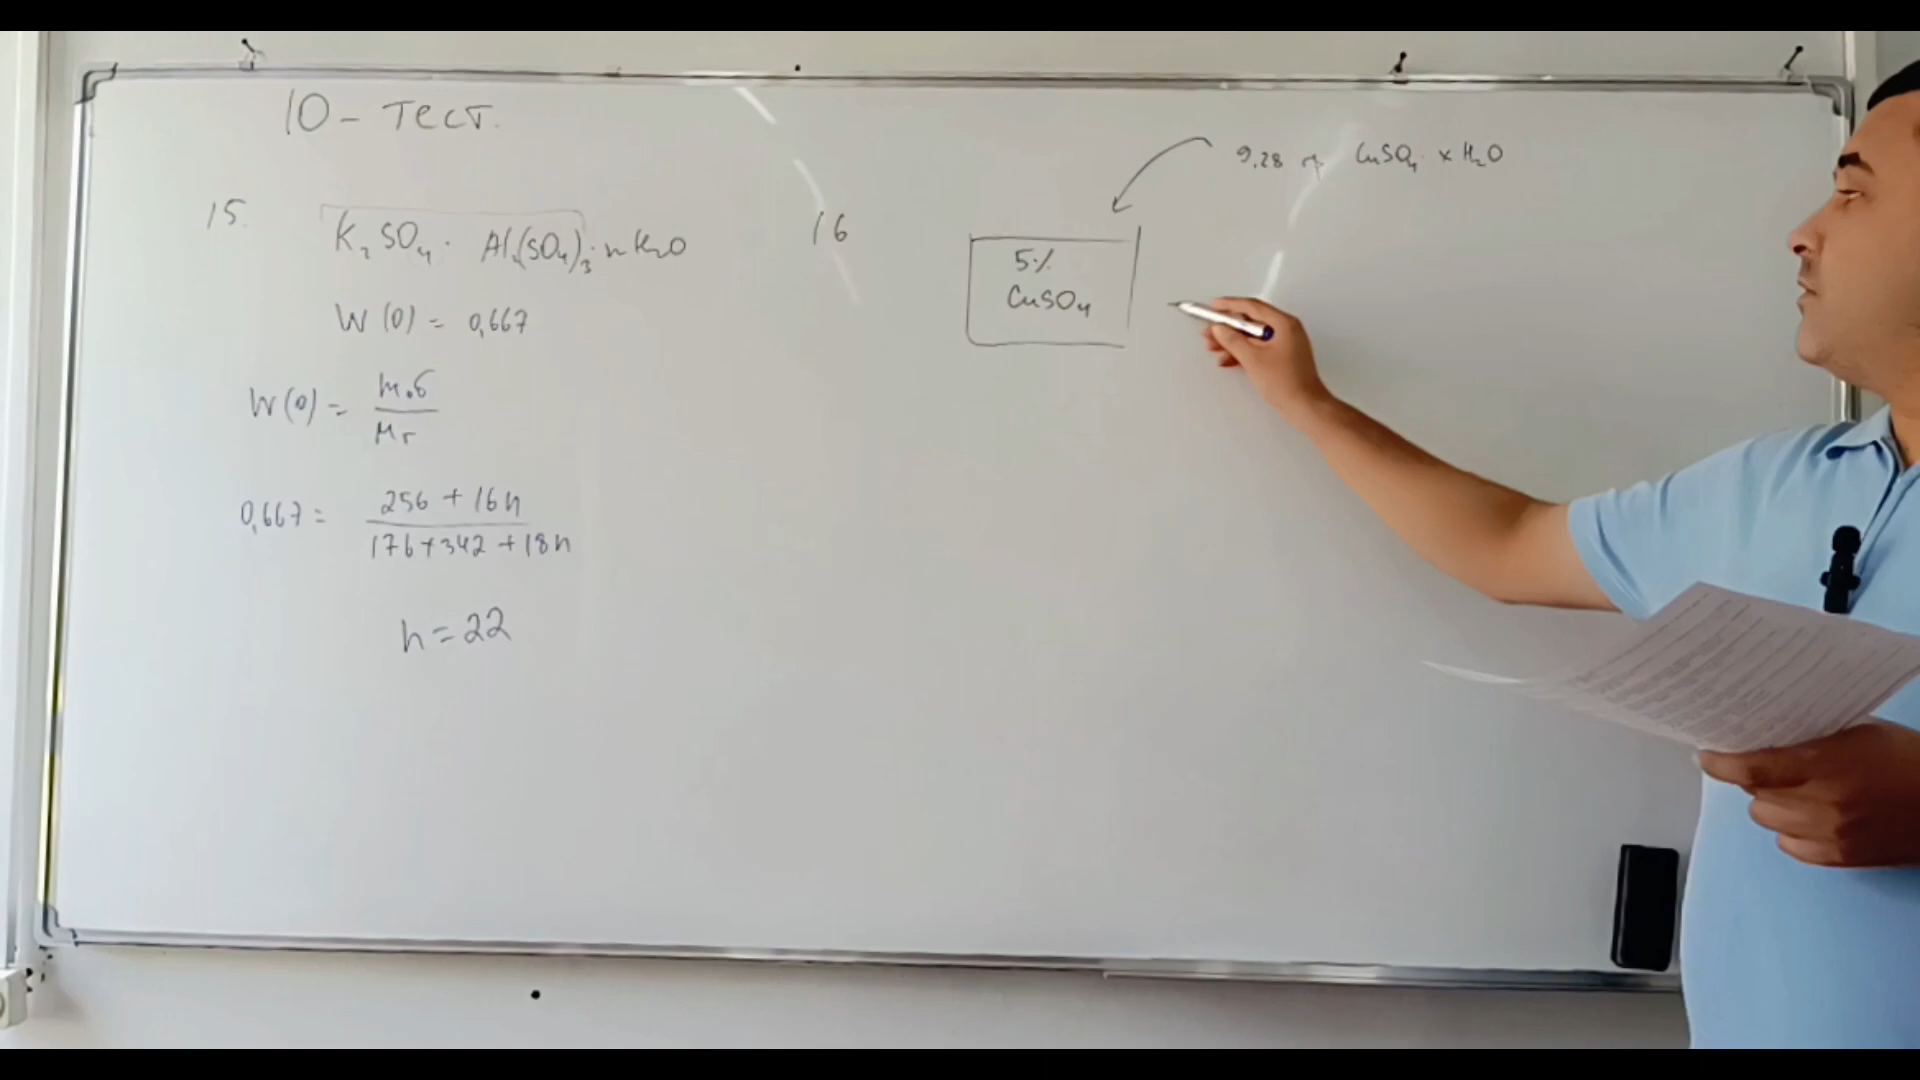 10 - тест.
15.
K₂SO₄ · Al₂(SO₄)₃ · nH₂O
W(O) = 0,667
W(O) = m.б / Mr
0,667 = 256 + 16n / 176 + 342 + 18n
n = 22
16
9,28 гр CuSO₄ · xH₂O
5%
CuSO₄